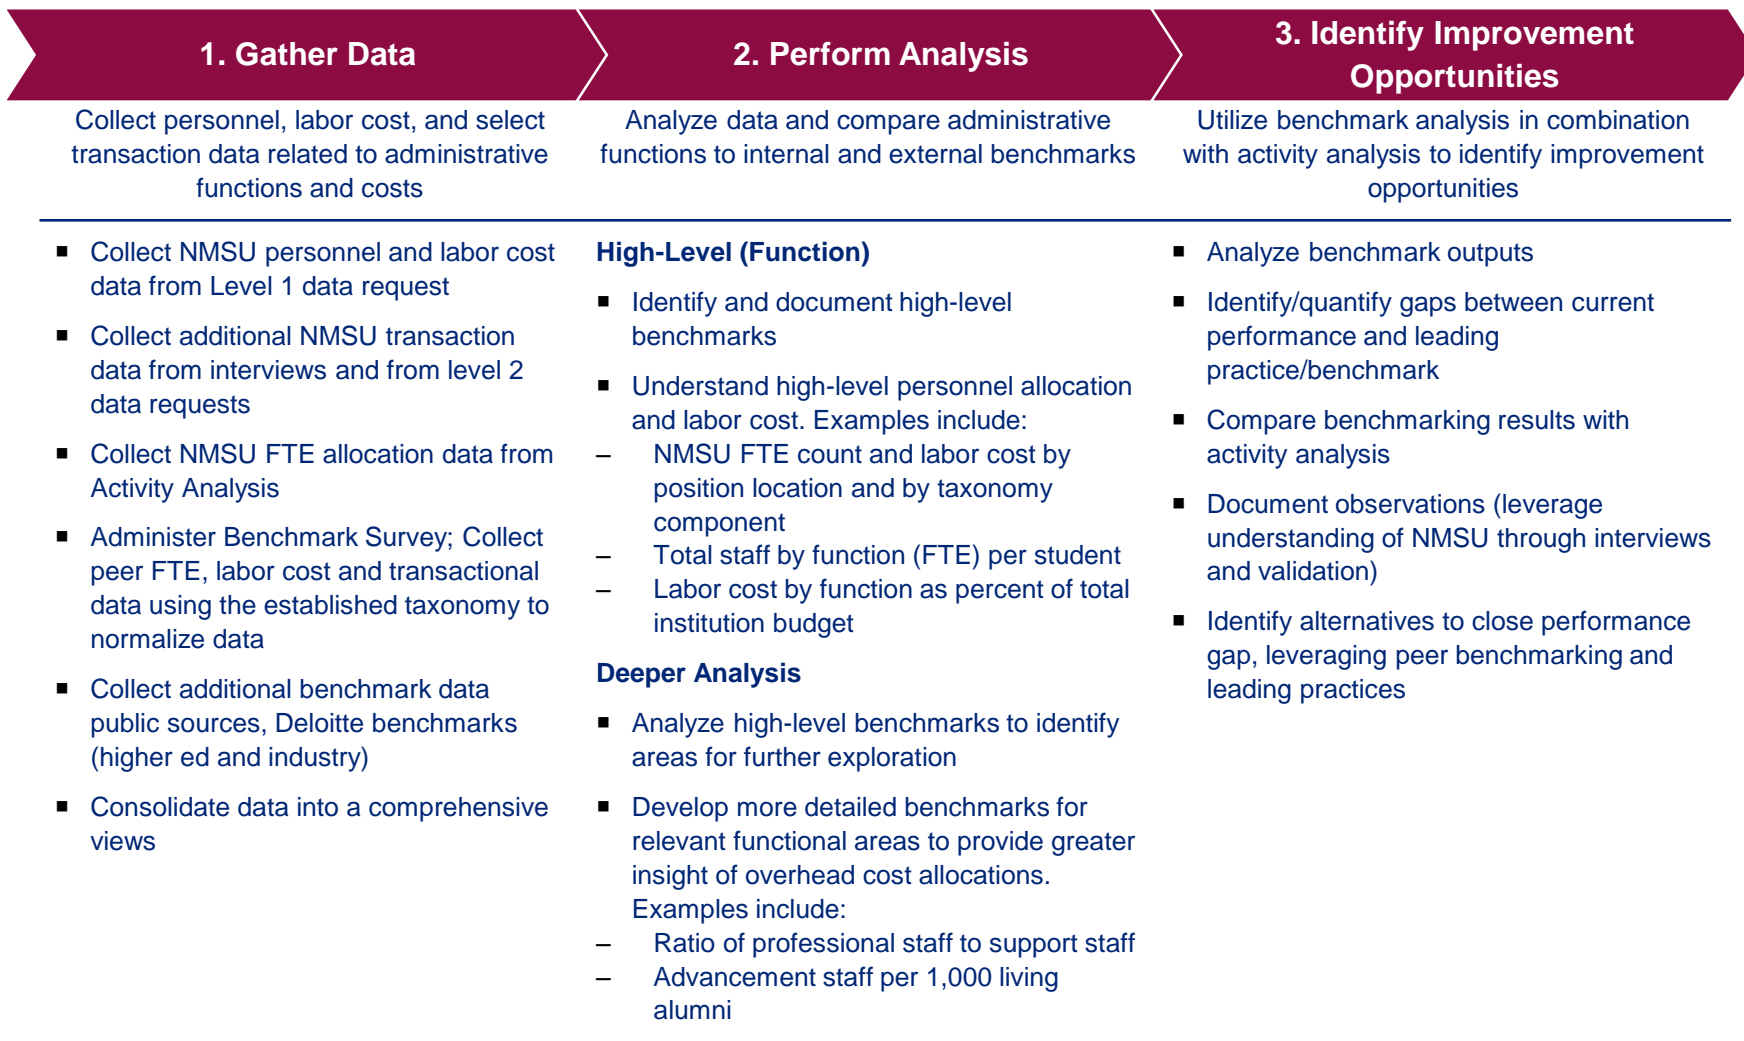 1. Gather Data
Collect personnel, labor cost, and select
transaction data related to administrative
functions and costs
■ Collect NMSU personnel and labor cost
data from Level 1 data request
■ Collect additional NMSU transaction
data from interviews and from level 2
data requests
■ Collect NMSU FTE allocation data from
Activity Analysis
■ Administer Benchmark Survey; Collect
peer FTE, labor cost and transactional
data using the established taxonomy to
normalize data
■ Collect additional benchmark data
public sources, Deloitte benchmarks
(higher ed and industry)
■ Consolidate data into a comprehensive
views
2. Perform Analysis
Analyze data and compare administrative
functions to internal and external benchmarks
High-Level (Function)
■ Identify and document high-level
benchmarks
■ Understand high-level personnel allocation
and labor cost. Examples include:
– NMSU FTE count and labor cost by
position location and by taxonomy
component
– Total staff by function (FTE) per student
– Labor cost by function as percent of total
institution budget
Deeper Analysis
■ Analyze high-level benchmarks to identify
areas for further exploration
■ Develop more detailed benchmarks for
relevant functional areas to provide greater
insight of overhead cost allocations.
Examples include:
– Ratio of professional staff to support staff
– Advancement staff per 1,000 living
alumni
3. Identify Improvement
Opportunities
Utilize benchmark analysis in combination
with activity analysis to identify improvement
opportunities
■ Analyze benchmark outputs
■ Identify/quantify gaps between current
performance and leading
practice/benchmark
■ Compare benchmarking results with
activity analysis
■ Document observations (leverage
understanding of NMSU through interviews
and validation)
■ Identify alternatives to close performance
gap, leveraging peer benchmarking and
leading practices